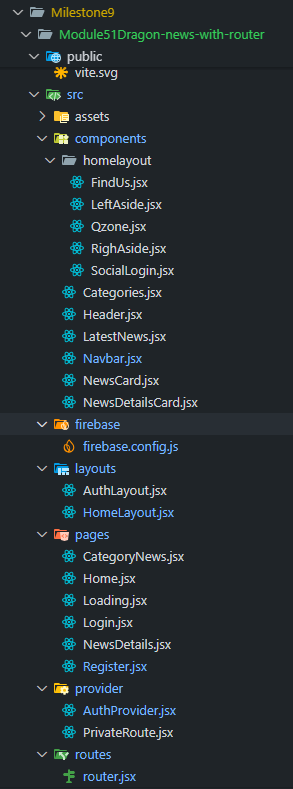 Milestone9
Module51Dragon-news-with-router
public
vite.svg
src
assets
components
homelayout
FindUs.jsx
LeftAside.jsx
Qzone.jsx
RighAside.jsx
SocialLogin.jsx
Categories.jsx
Header.jsx
LatestNews.jsx
Navbar.jsx
NewsCard.jsx
NewsDetailsCard.jsx
firebase
firebase.config.js
layouts
AuthLayout.jsx
HomeLayout.jsx
pages
CategoryNews.jsx
Home.jsx
Loading.jsx
Login.jsx
NewsDetails.jsx
Register.jsx
provider
AuthProvider.jsx
PrivateRoute.jsx
routes
router.jsx